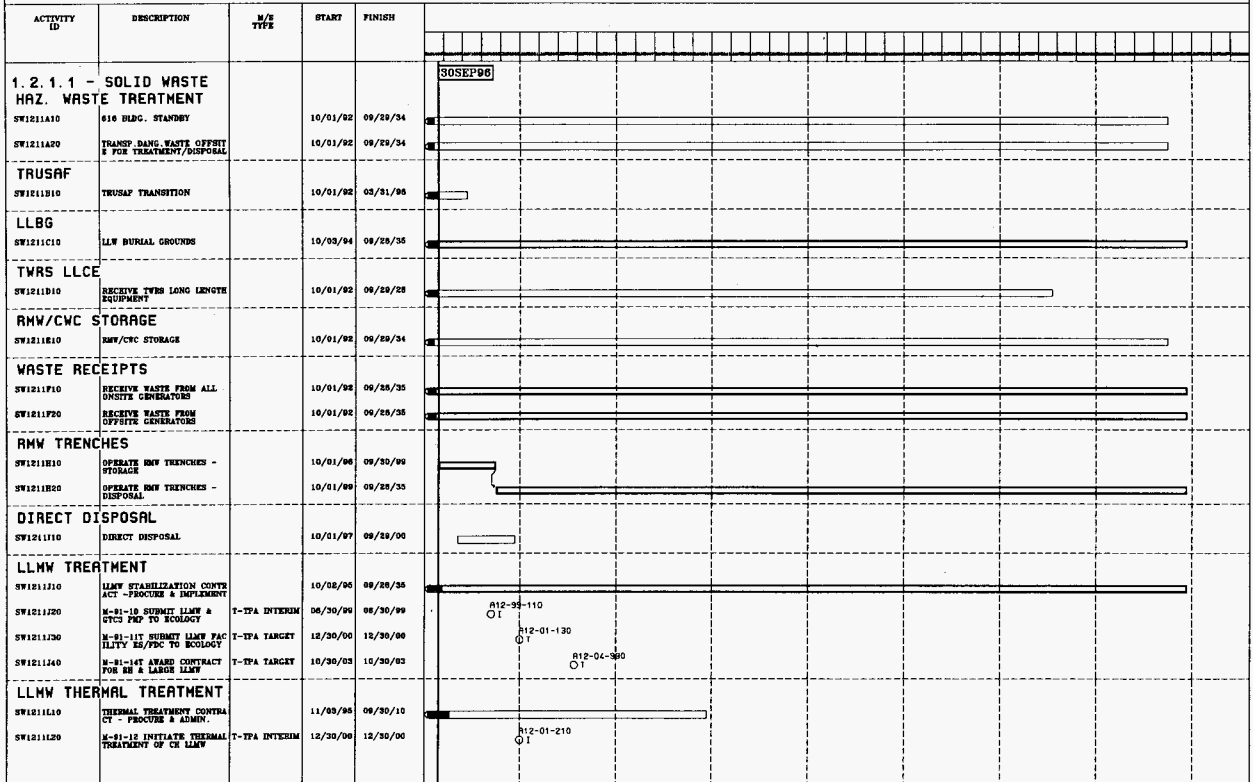 ACTIVITY ID DESCRIPTION M/S TYPE START FINISH
30SEP96
1.2.1.1 - SOLID WASTE
HAZ. WASTE TREATMENT
SW1211A10 616 BLDG. STANDBY 10/01/92 09/29/34
SW1211A20 TRANSP.DANG.WASTE OFFSIT 10/01/92 09/29/34
E FOR TREATMENT/DISPOSAL
TRUSAF
SW1211B10 TRUSAF TRANSITION 10/01/92 03/31/98
LLBG
SW1211C10 LLW BURIAL GROUNDS 10/03/94 09/28/35
TWRS LLCE
SW1211D10 RECEIVE TWRS LONG LENGTH 10/01/92 09/29/28
EQUIPMENT
RMW/CWC STORAGE
SW1211E10 RMW/CWC STORAGE 10/01/92 09/29/34
WASTE RECEIPTS
SW1211F10 RECEIVE WASTE FROM ALL 10/01/92 09/28/35
ONSITE GENERATORS
SW1211F20 RECEIVE WASTE FROM 10/01/92 09/28/35
OFFSITE GENERATORS
RMW TRENCHES
SW1211H10 OPERATE RMW TRENCHES - 10/01/96 09/30/99
STORAGE
SW1211H20 OPERATE RMW TRENCHES - 10/01/99 09/28/35
DISPOSAL
DIRECT DISPOSAL
SW1211I10 DIRECT DISPOSAL 10/01/97 09/29/00
LLMW TREATMENT
SW1211J10 LLMW STABILIZATION CONTR 10/02/95 09/28/35
ACT -PROCURE & IMPLEMENT
SW1211J20 M-91-10 SUBMIT LLMW & T-TPA INTERIM 06/30/99 06/30/99 A12-99-110
GTC3 PMP TO ECOLOGY I
SW1211J30 M-91-11T SUBMIT LLMW FAC T-TPA TARGET 12/30/00 12/30/00 A12-01-130
ILITY ES/FDC TO ECOLOGY T
SW1211J40 M-91-14T AWARD CONTRACT T-TPA TARGET 10/30/03 10/30/03 A12-04-990
FOR RH & LARGE LLMW T
LLMW THERMAL TREATMENT
SW1211L10 THERMAL TREATMENT CONTRA 11/03/95 09/30/10
CT - PROCURE & ADMIN.
SW1211L20 M-91-12 INITIATE THERMAL T-TPA INTERIM 12/30/00 12/30/00 A12-01-210
TREATMENT OF CH LLMW I